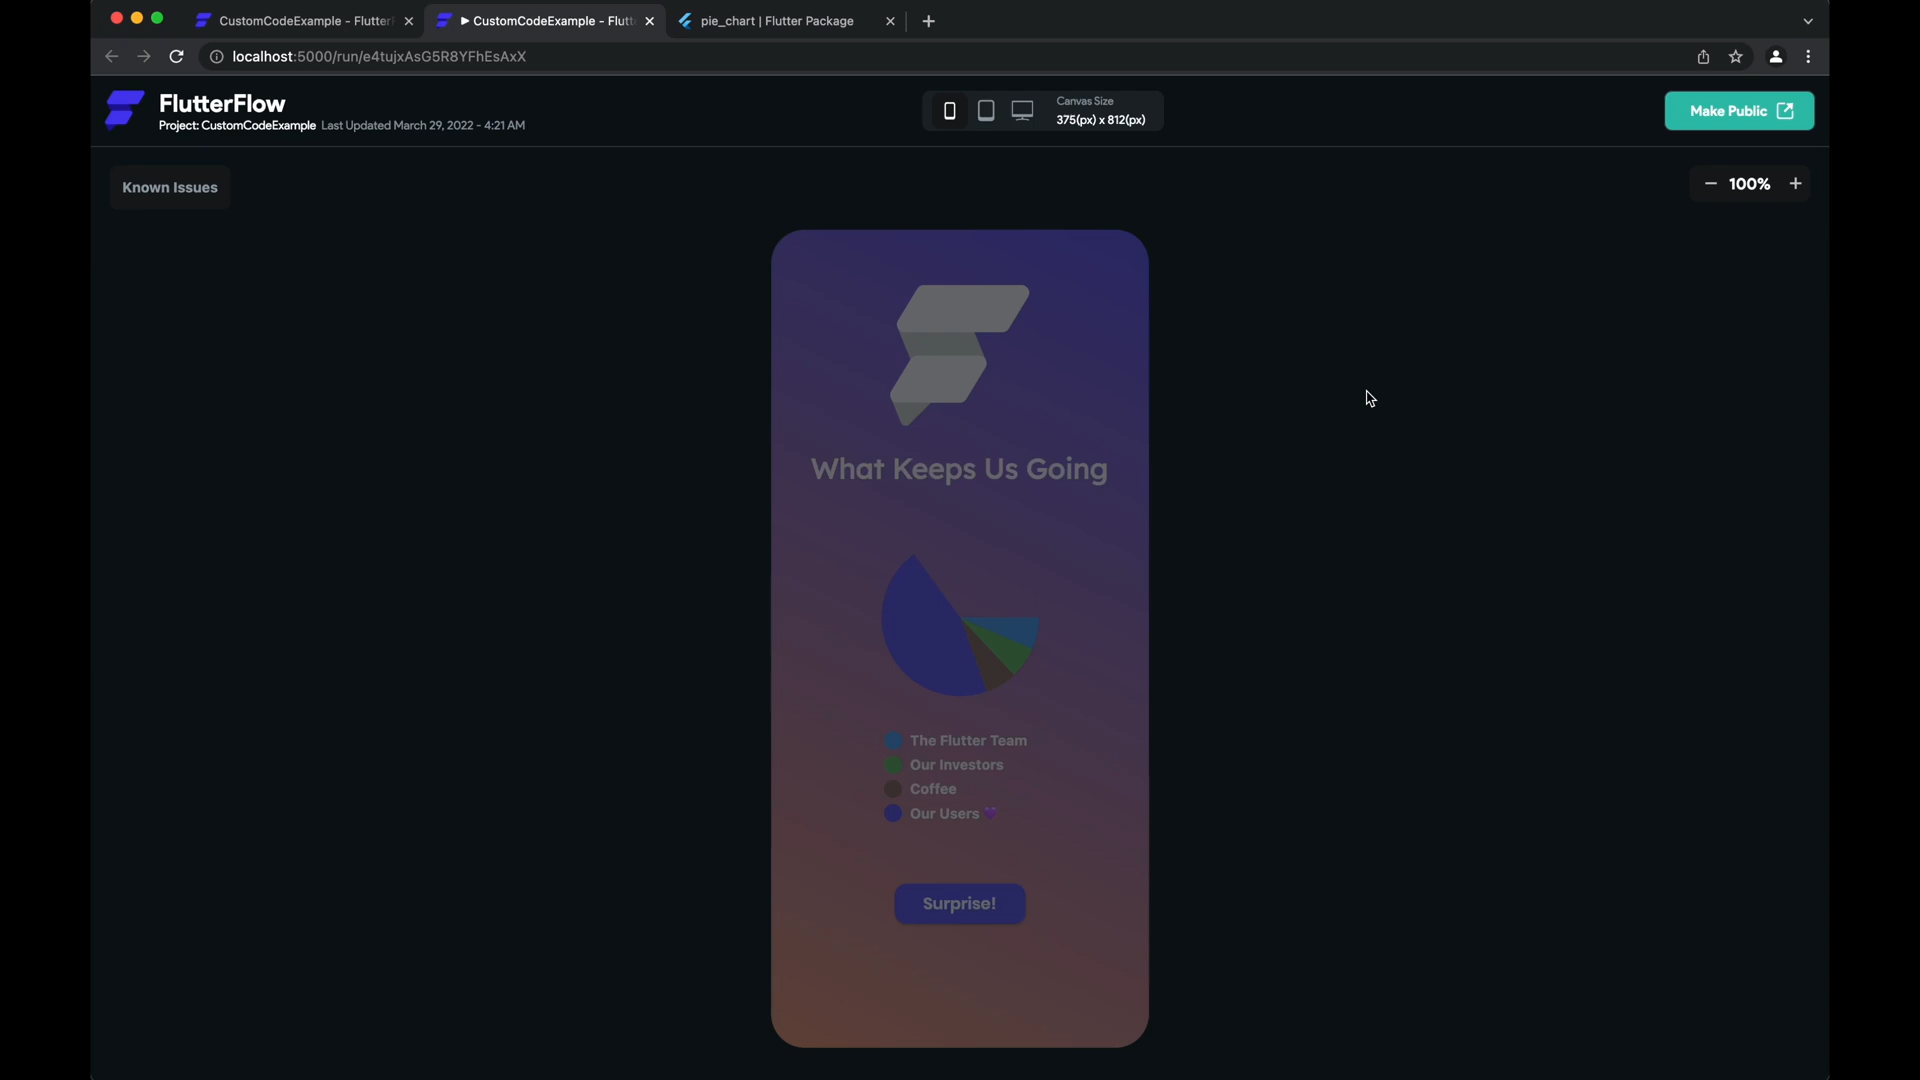 CustomCodeExample - Flutter
▶ CustomCodeExample - Flutt
pie_chart | Flutter Package
localhost:5000/run/e4tujxAsG5R8YFhEsAxX
FlutterFlow
Project: CustomCodeExample Last Updated March 29, 2022 - 4:21 AM
Canvas Size
375(px) x 812(px)
Make Public
Known Issues
100%
What Keeps Us Going
The Flutter Team
Our Investors
Coffee
Our Users 💜
Surprise!